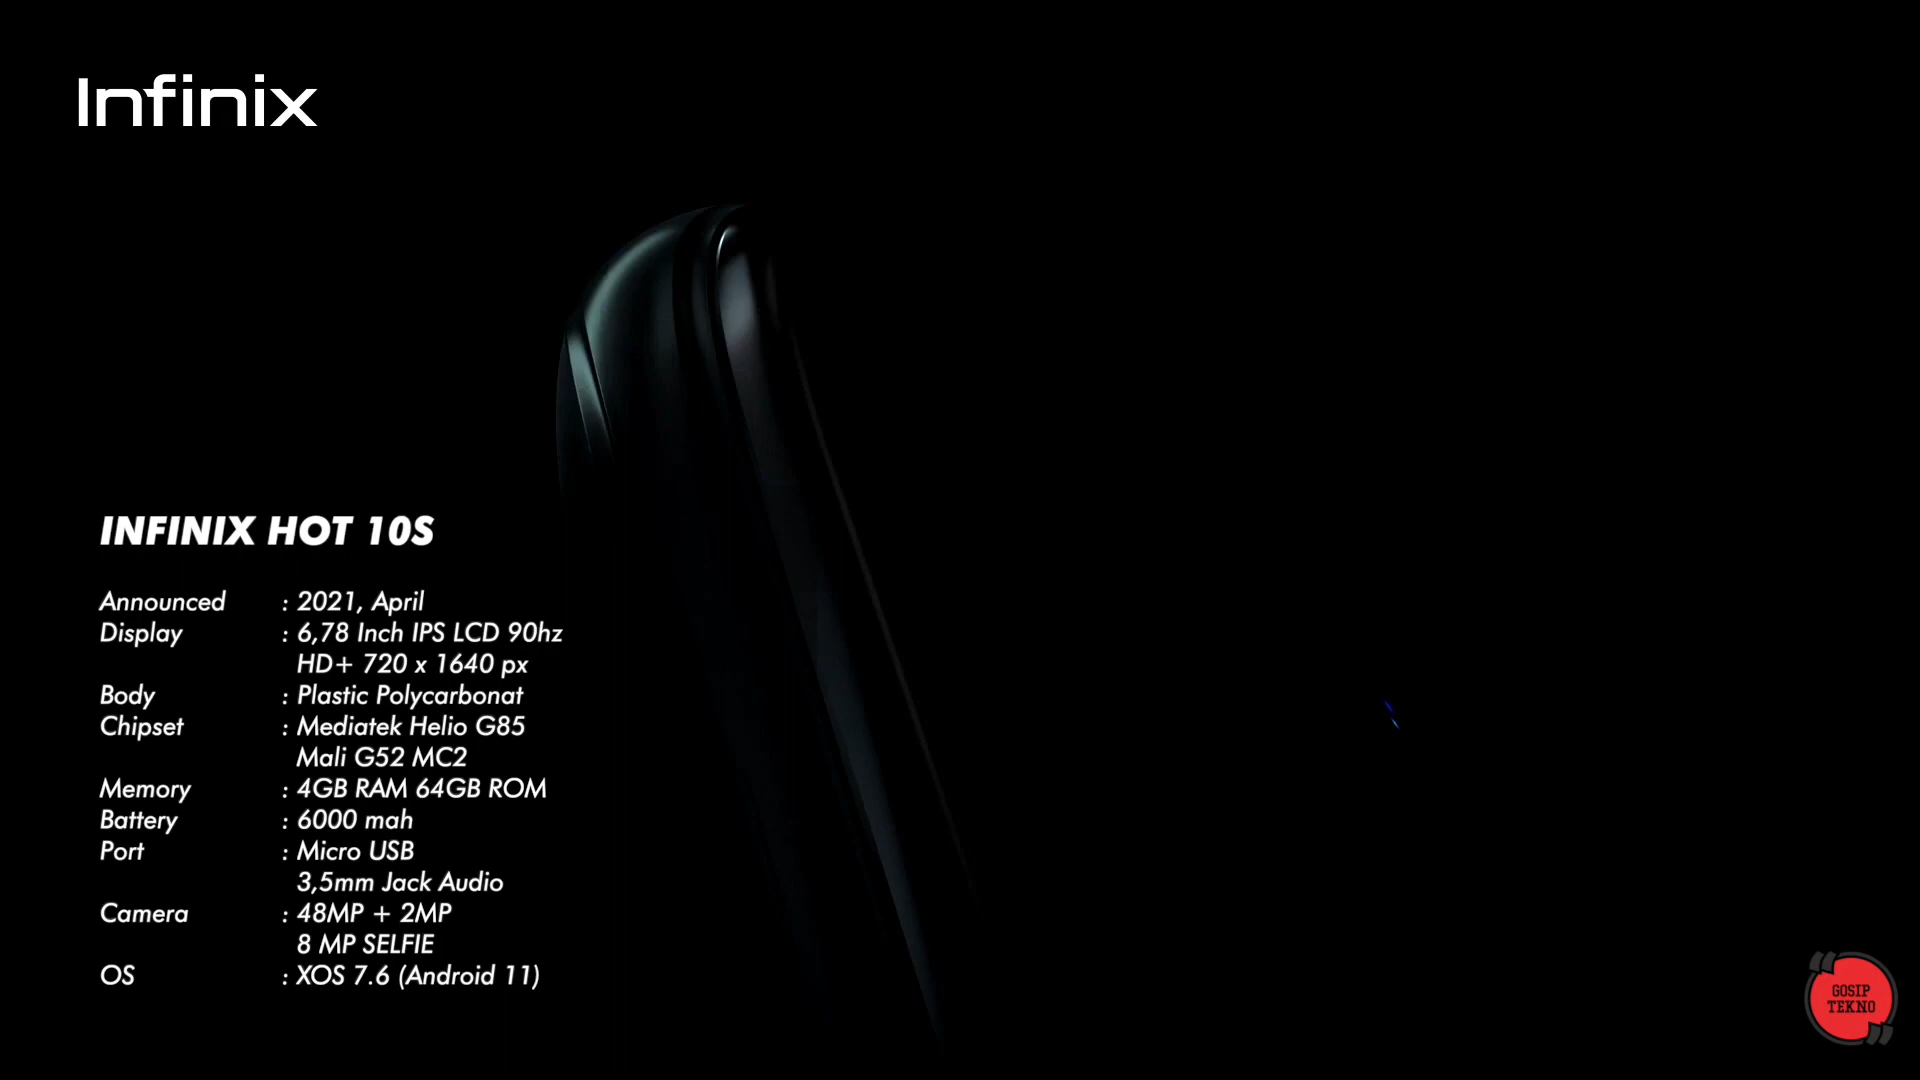 Infinix
INFINIX HOT 10S
Announced : 2021, April
Display : 6,78 Inch IPS LCD 90hz
HD+ 720 x 1640 px
Body : Plastic Polycarbonat
Chipset : Mediatek Helio G85
Mali G52 MC2
Memory : 4GB RAM 64GB ROM
Battery : 6000 mah
Port : Micro USB
3,5mm Jack Audio
Camera : 48MP + 2MP
8 MP SELFIE
OS : XOS 7.6 (Android 11)
GOSIP
TEKNO